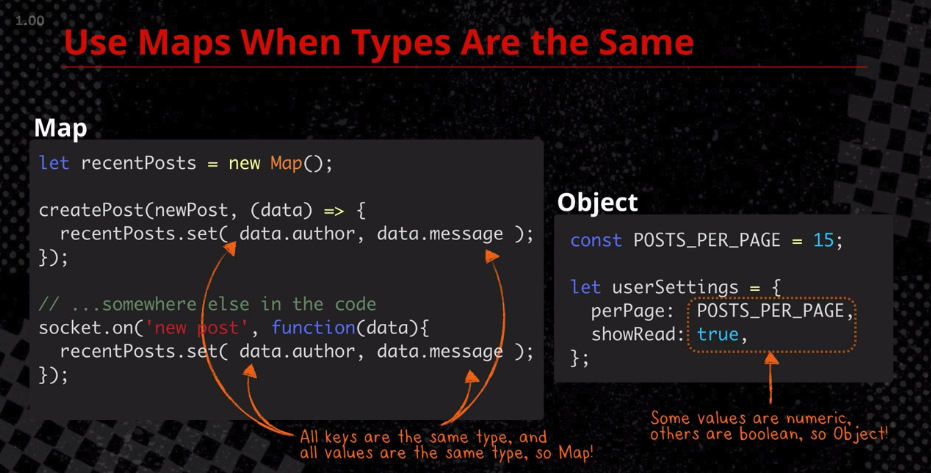 1.00
Use Maps When Types Are the Same
Map
let recentPosts = new Map();
createPost(newPost, (data) => {
  recentPosts.set( data.author, data.message );
});
// ...somewhere else in the code
socket.on('new post', function(data){
  recentPosts.set( data.author, data.message );
});
All keys are the same type, and
all values are the same type, so Map!
Object
const POSTS_PER_PAGE = 15;
let userSettings = {
  perPage: POSTS_PER_PAGE,
  showRead: true,
};
Some values are numeric,
others are boolean, so Object!